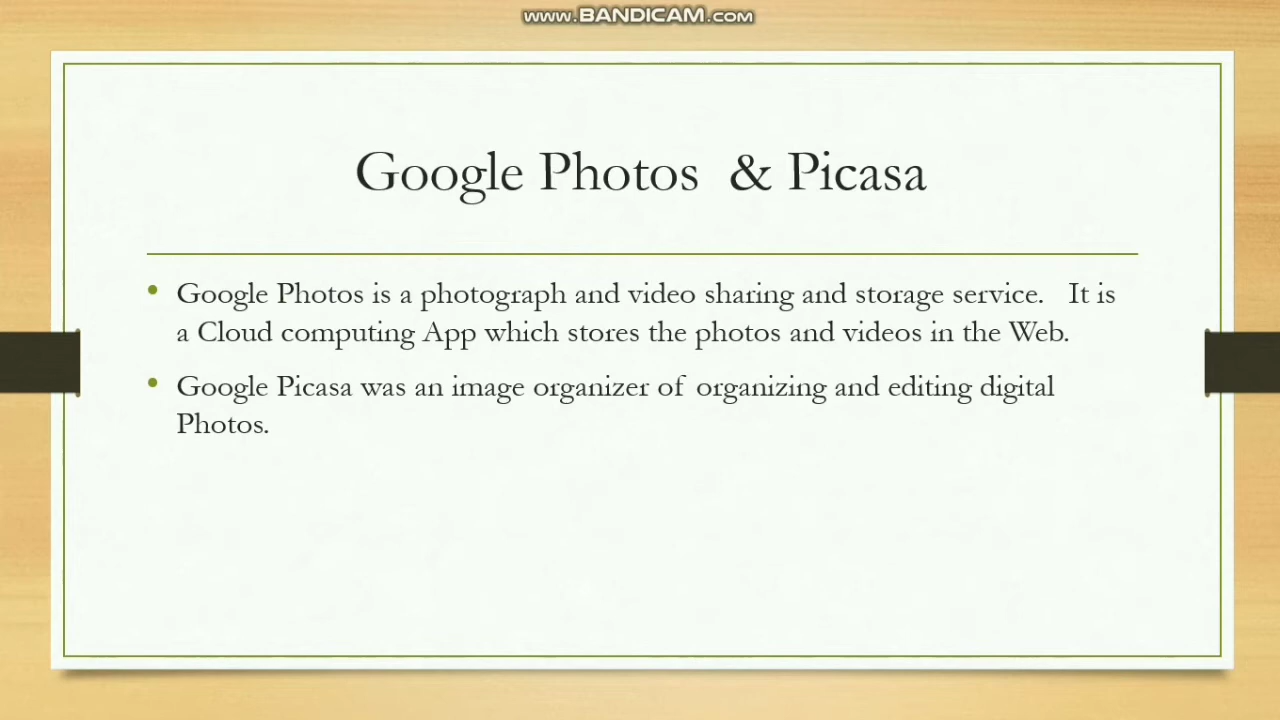 www.BANDICAM.com
Google Photos & Picasa
• Google Photos is a photograph and video sharing and storage service. It is
a Cloud computing App which stores the photos and videos in the Web.
• Google Picasa was an image organizer of organizing and editing digital
Photos.